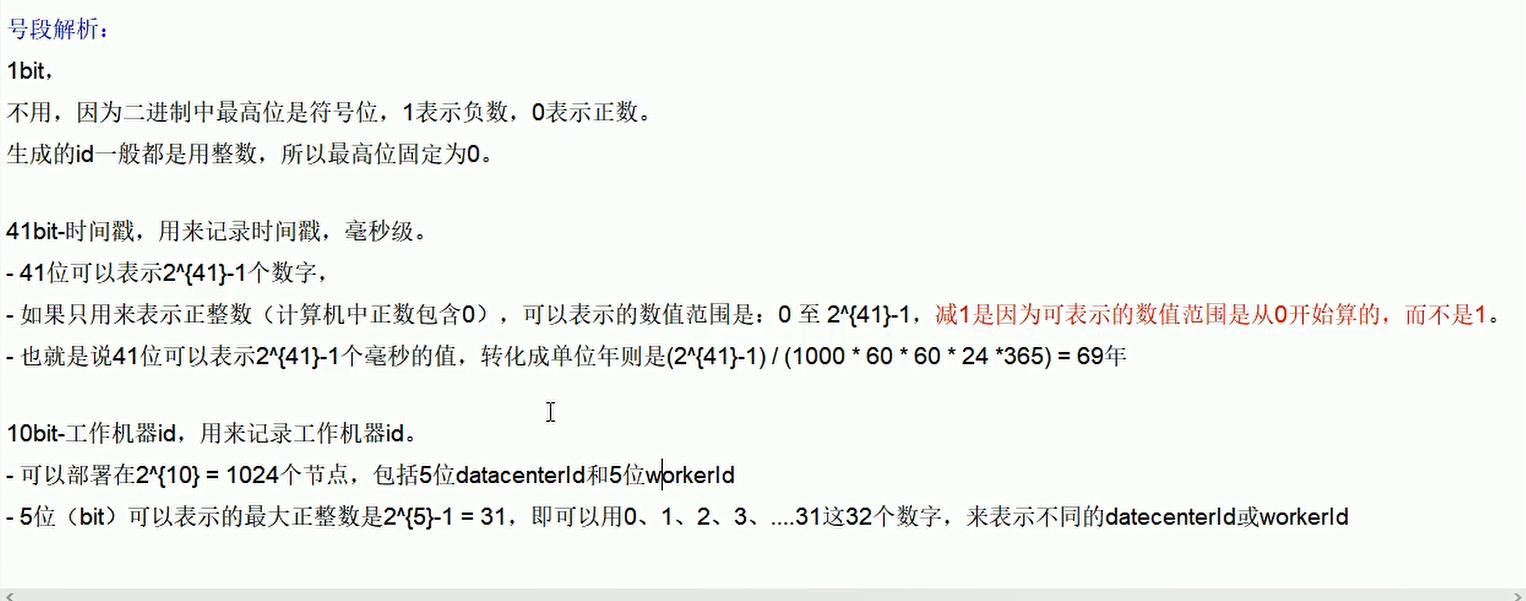 号段解析：
1bit，
不用，因为二进制中最高位是符号位，1表示负数，0表示正数。
生成的id一般都是用整数，所以最高位固定为0。
41bit-时间戳，用来记录时间戳，毫秒级。
- 41位可以表示2^{41}-1个数字，
- 如果只用来表示正整数（计算机中正数包含0），可以表示的数值范围是：0 至 2^{41}-1，减1是因为可表示的数值范围是从0开始算的，而不是1。
- 也就是说41位可以表示2^{41}-1个毫秒的值，转化成单位年则是(2^{41}-1) / (1000 * 60 * 60 * 24 *365) = 69年
10bit-工作机器id，用来记录工作机器id。
- 可以部署在2^{10} = 1024个节点，包括5位datacenterId和5位workerId
- 5位（bit）可以表示的最大正整数是2^{5}-1 = 31，即可以用0、1、2、3、....31这32个数字，来表示不同的datecenterId或workerId